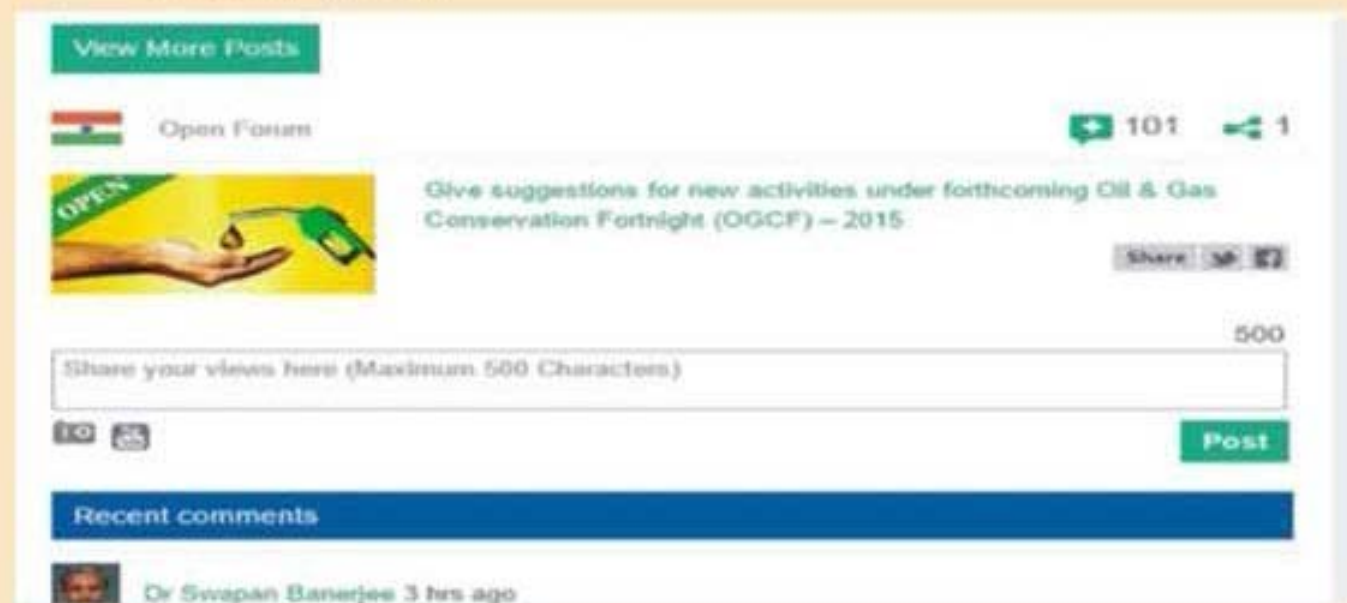 View More Posts
Open Forum
101
1
OPEN
Give suggestions for new activities under forthcoming Oil & Gas
Conservation Fortnight (OGCF) – 2015
Share
500
Share your views here (Maximum 500 Characters)
Post
Recent comments
Dr Swapan Banerjee 3 hrs ago